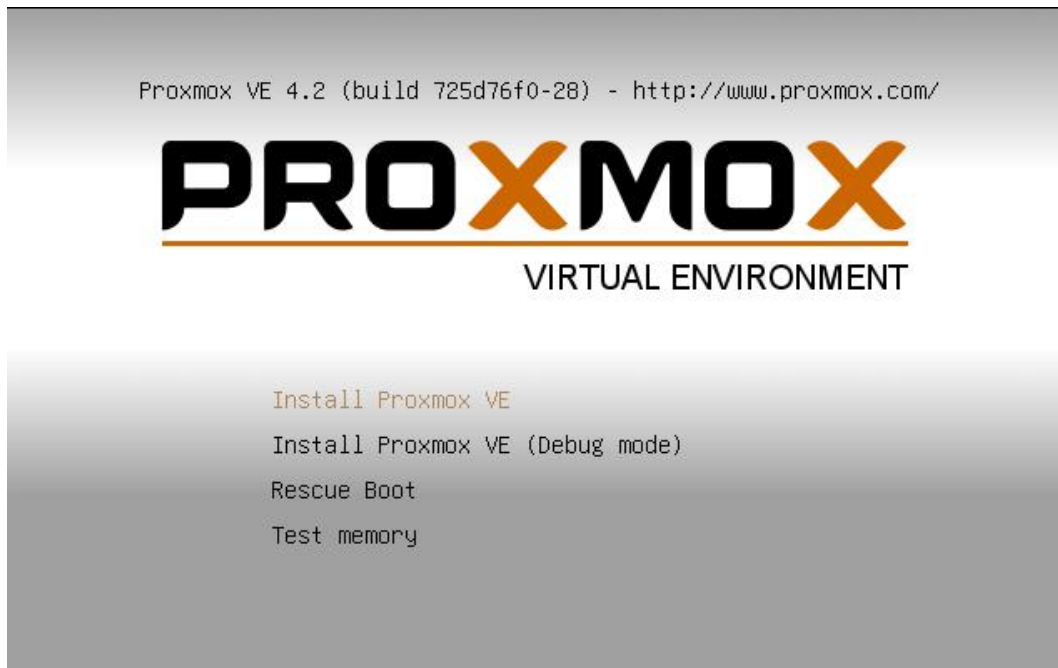 Proxmox VE 4.2 (build 725d76f0-28) - http://www.proxmox.com/
PROXMOX
VIRTUAL ENVIRONMENT
Install Proxmox VE
Install Proxmox VE (Debug mode)
Rescue Boot
Test memory